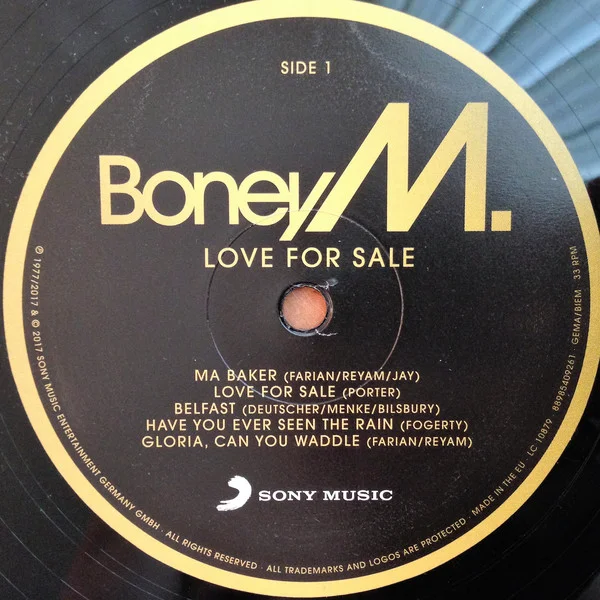 SIDE 1
Boney M.
LOVE FOR SALE
MA BAKER (FARIAN/REYAM/JAY)
LOVE FOR SALE (PORTER)
BELFAST (DEUTSCHER/MENKE/BILSBURY)
HAVE YOU EVER SEEN THE RAIN (FOGERTY)
GLORIA, CAN YOU WADDLE (FARIAN/REYAM)
SONY MUSIC
℗ 1977/2017 & © 2017 SONY MUSIC ENTERTAINMENT GERMANY GMBH · ALL RIGHTS RESERVED · ALL TRADEMARKS AND LOGOS ARE PROTECTED · MADE IN THE EU · LC 10879 88985409261 · GEMA/BIEM 33 RPM